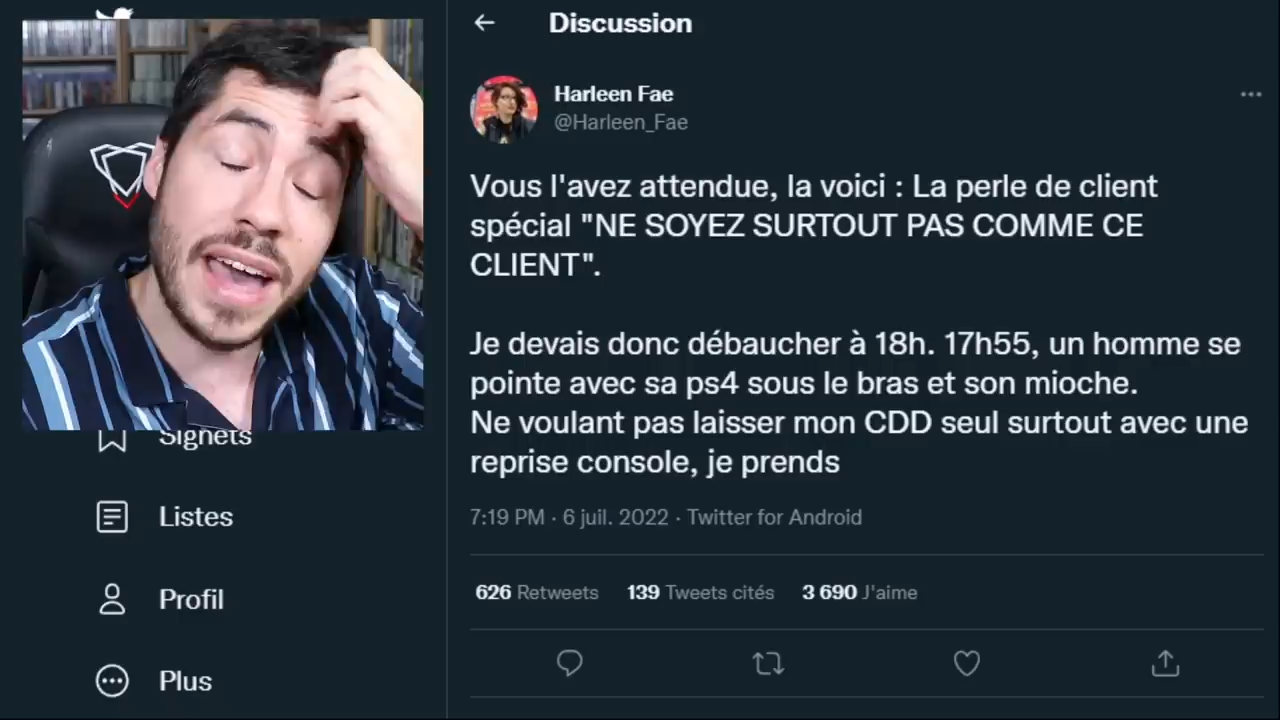 Discussion
Harleen Fae
@Harleen_Fae
Vous l'avez attendue, la voici : La perle de client
spécial "NE SOYEZ SURTOUT PAS COMME CE
CLIENT".
Je devais donc débaucher à 18h. 17h55, un homme se
pointe avec sa ps4 sous le bras et son mioche.
Ne voulant pas laisser mon CDD seul surtout avec une
reprise console, je prends
7:19 PM · 6 juil. 2022 · Twitter for Android
626 Retweets 139 Tweets cités 3 690 J'aime
Signets
Listes
Profil
Plus